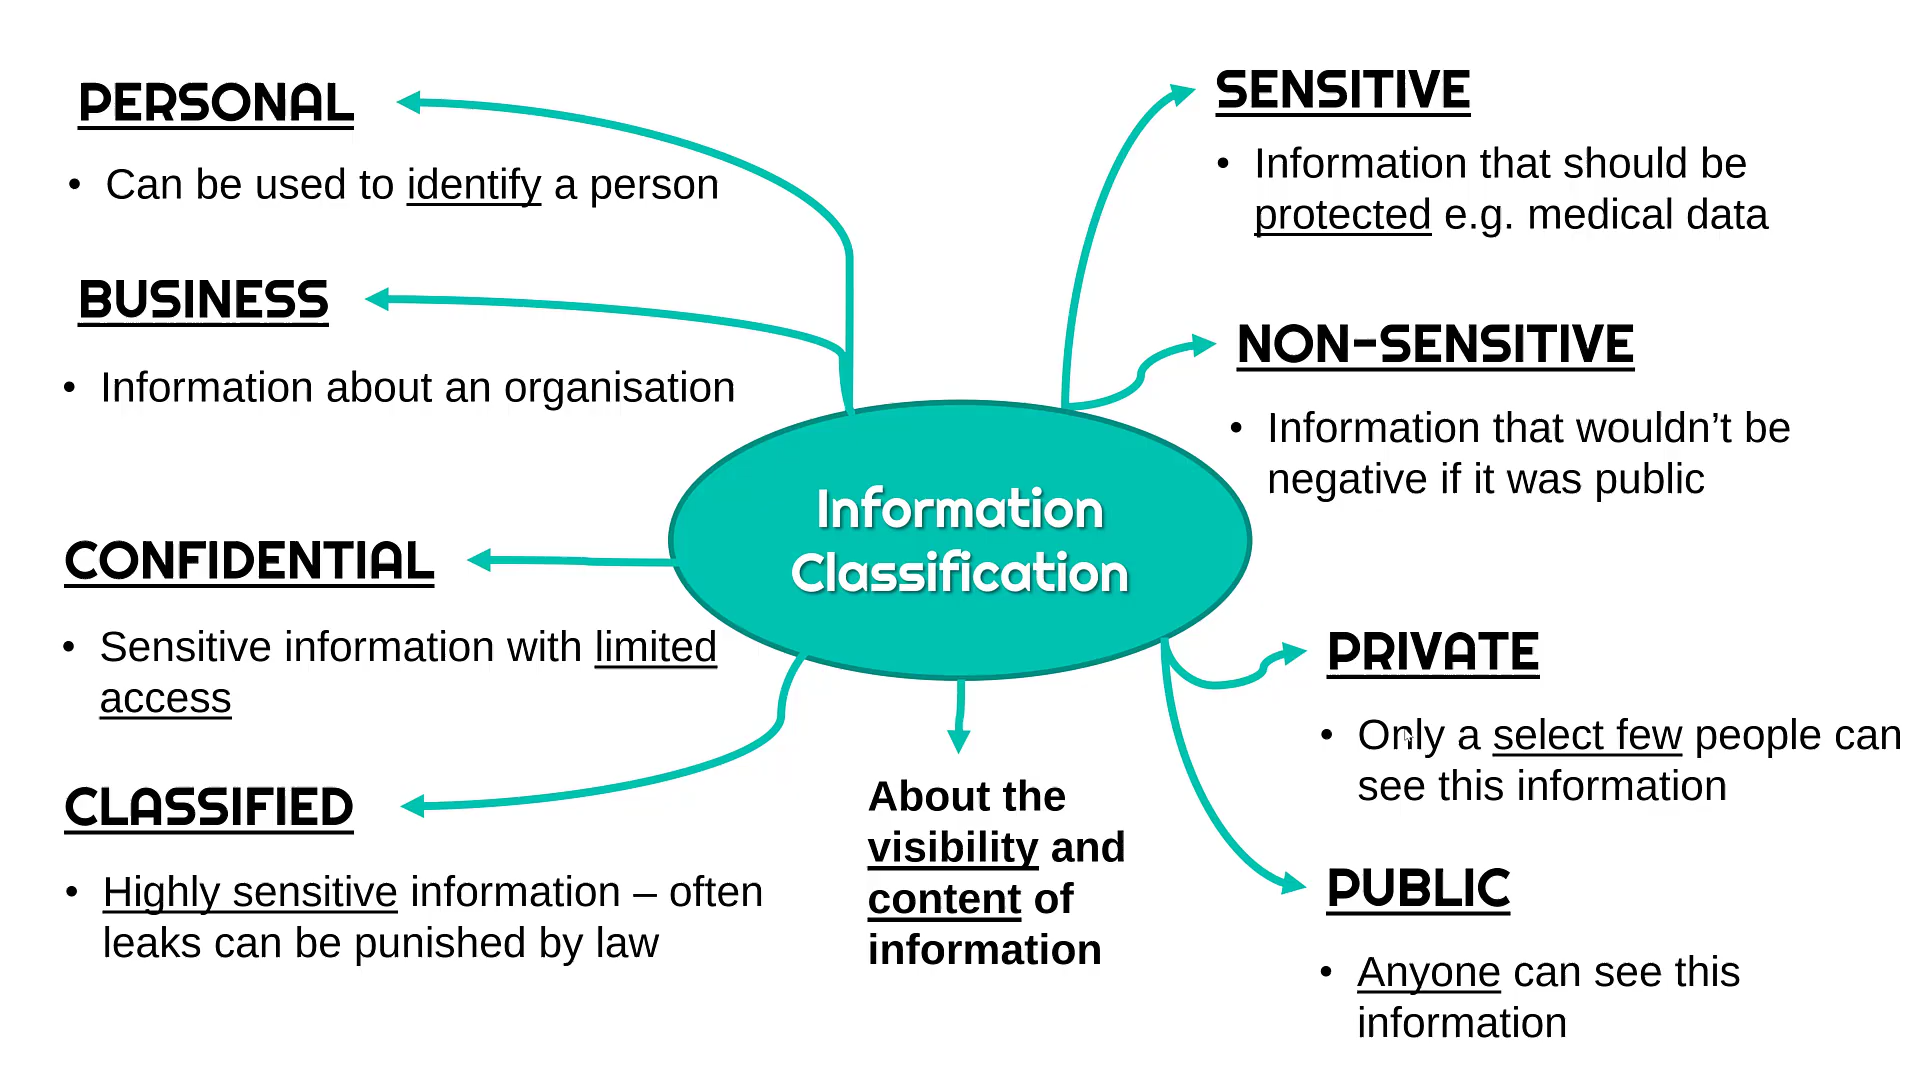 PERSONAL
• Can be used to identify a person
BUSINESS
• Information about an organisation
CONFIDENTIAL
• Sensitive information with limited
access
CLASSIFIED
• Highly sensitive information – often
leaks can be punished by law
Information
Classification
About the
visibility and
content of
information
SENSITIVE
• Information that should be
protected e.g. medical data
NON-SENSITIVE
• Information that wouldn’t be
negative if it was public
PRIVATE
• Only a select few people can
see this information
PUBLIC
• Anyone can see this
information